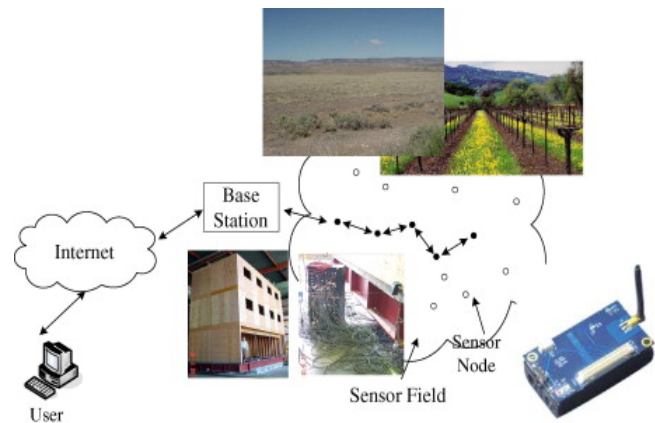 Base
Station
Internet
Sensor
Node
Sensor Field
User